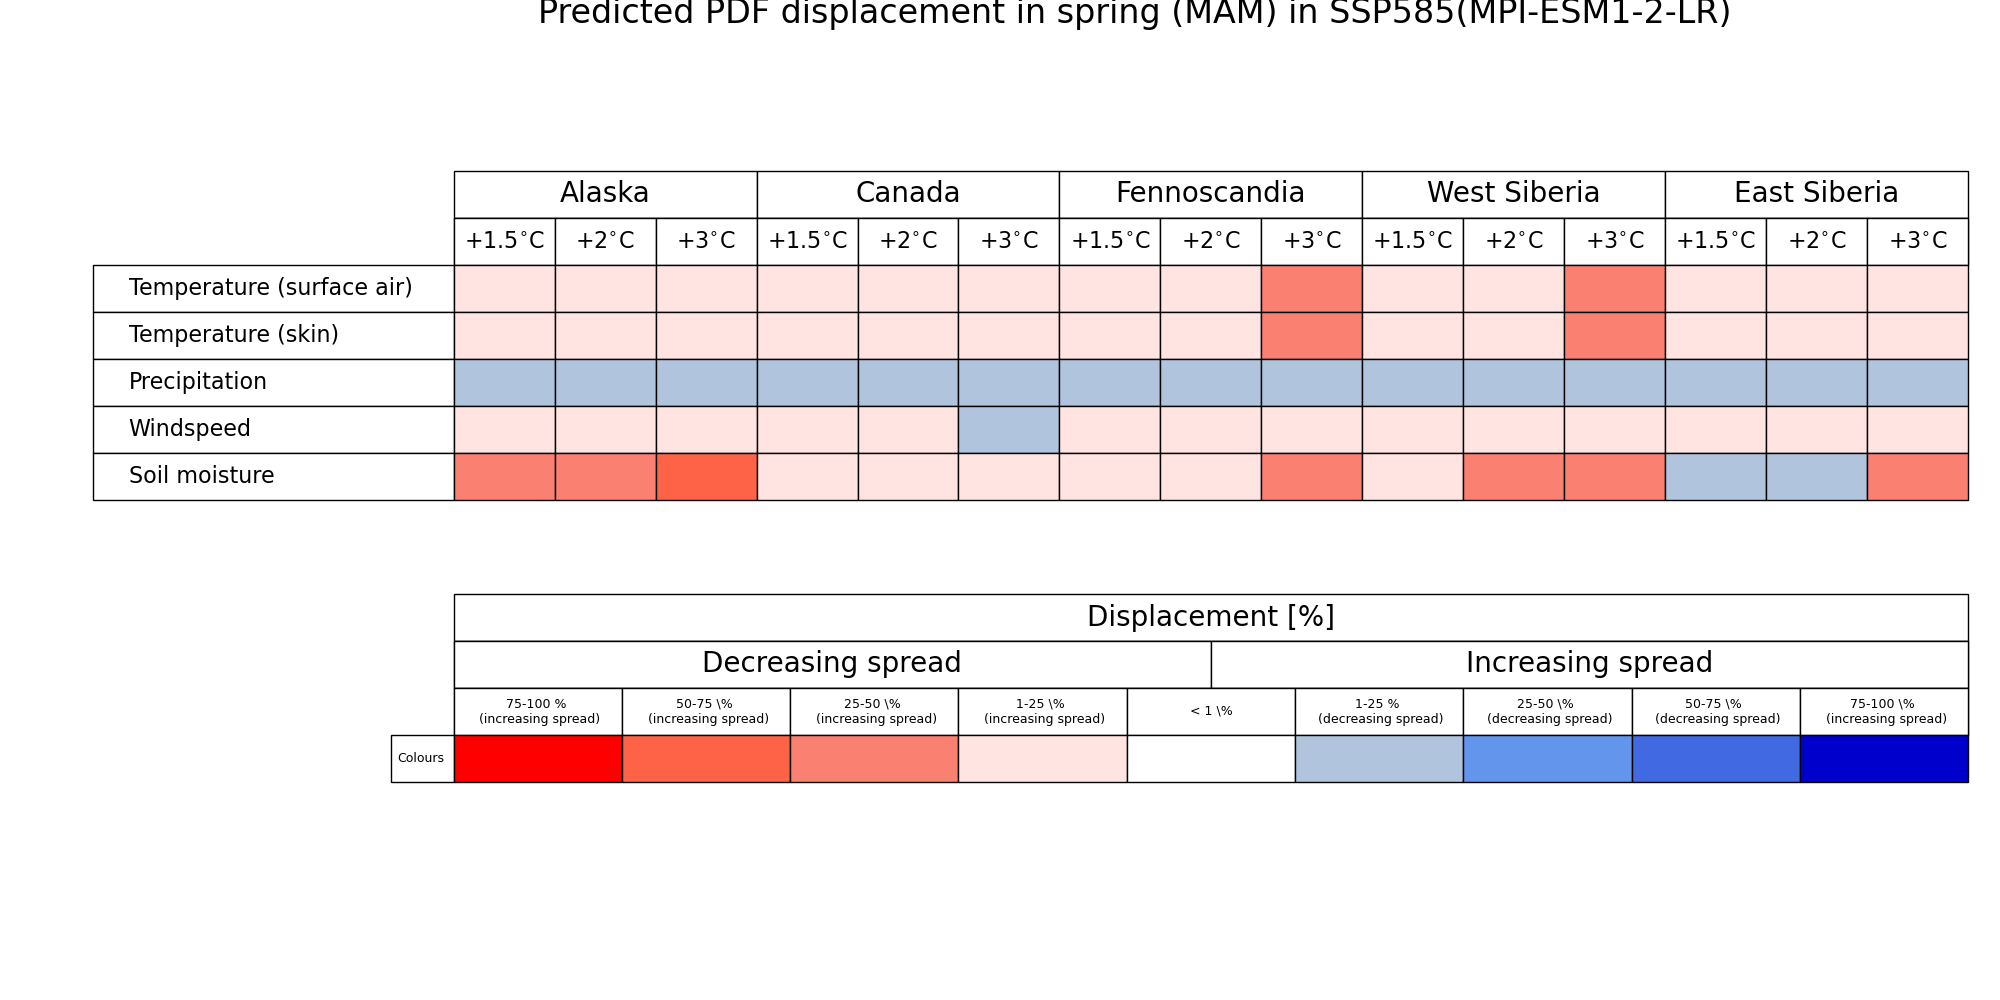 Predicted PDF displacement in spring (MAM) in SSP585(MPI-ESM1-2-LR)
Alaska Canada Fennoscandia West Siberia East Siberia
+1.5°C +2°C +3°C +1.5°C +2°C +3°C +1.5°C +2°C +3°C +1.5°C +2°C +3°C +1.5°C +2°C +3°C
Temperature (surface air)
Temperature (skin)
Precipitation
Windspeed
Soil moisture
Displacement [%]
Decreasing spread Increasing spread
75-100 % 50-75 \% 25-50 \% 1-25 \% < 1 \% 1-25 % 25-50 \% 50-75 \% 75-100 \%
(increasing spread) (increasing spread) (increasing spread) (increasing spread) (decreasing spread) (decreasing spread) (decreasing spread) (increasing spread)
Colours